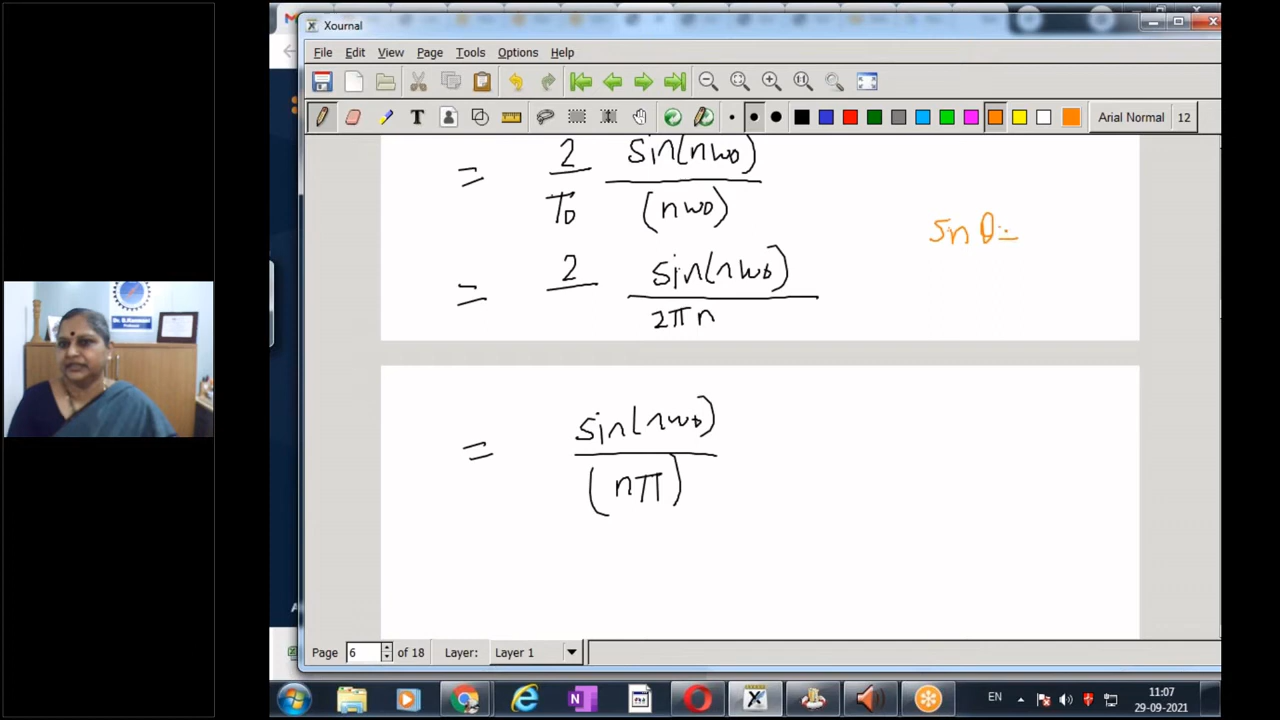 Xournal
File Edit View Page Tools Options Help
T Arial Normal 12
= 2/T0 sin(nω0)/(nω0)
Sn θ=
= 2 sin(nω0)/2πn
= sin(nω0)/(nπ)
Page 6 of 18 Layer: Layer 1
EN 11:07
29-09-2021